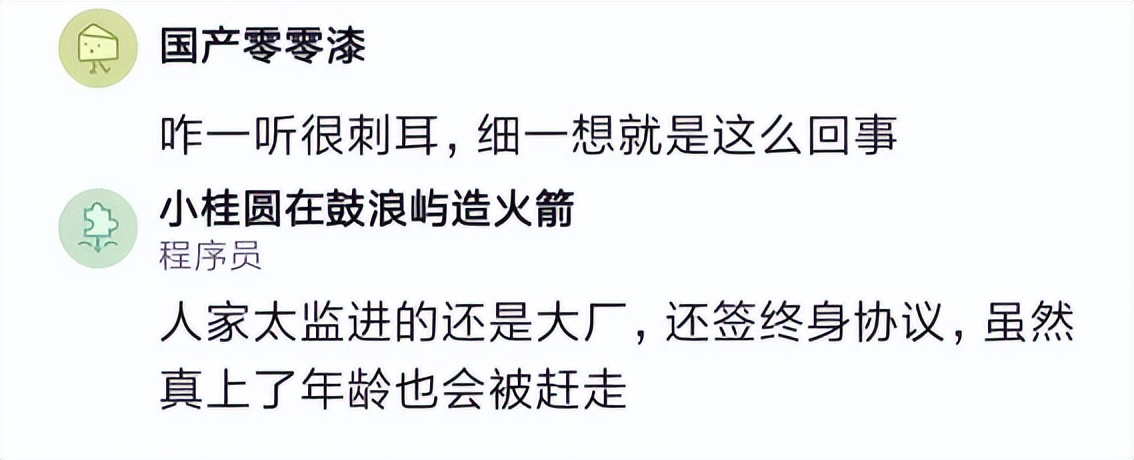 国产零零漆
咋一听很刺耳，细一想就是这么回事
小桂圆在鼓浪屿造火箭
程序员
人家太监进的还是大厂，还签终身协议，虽然
真上了年龄也会被赶走